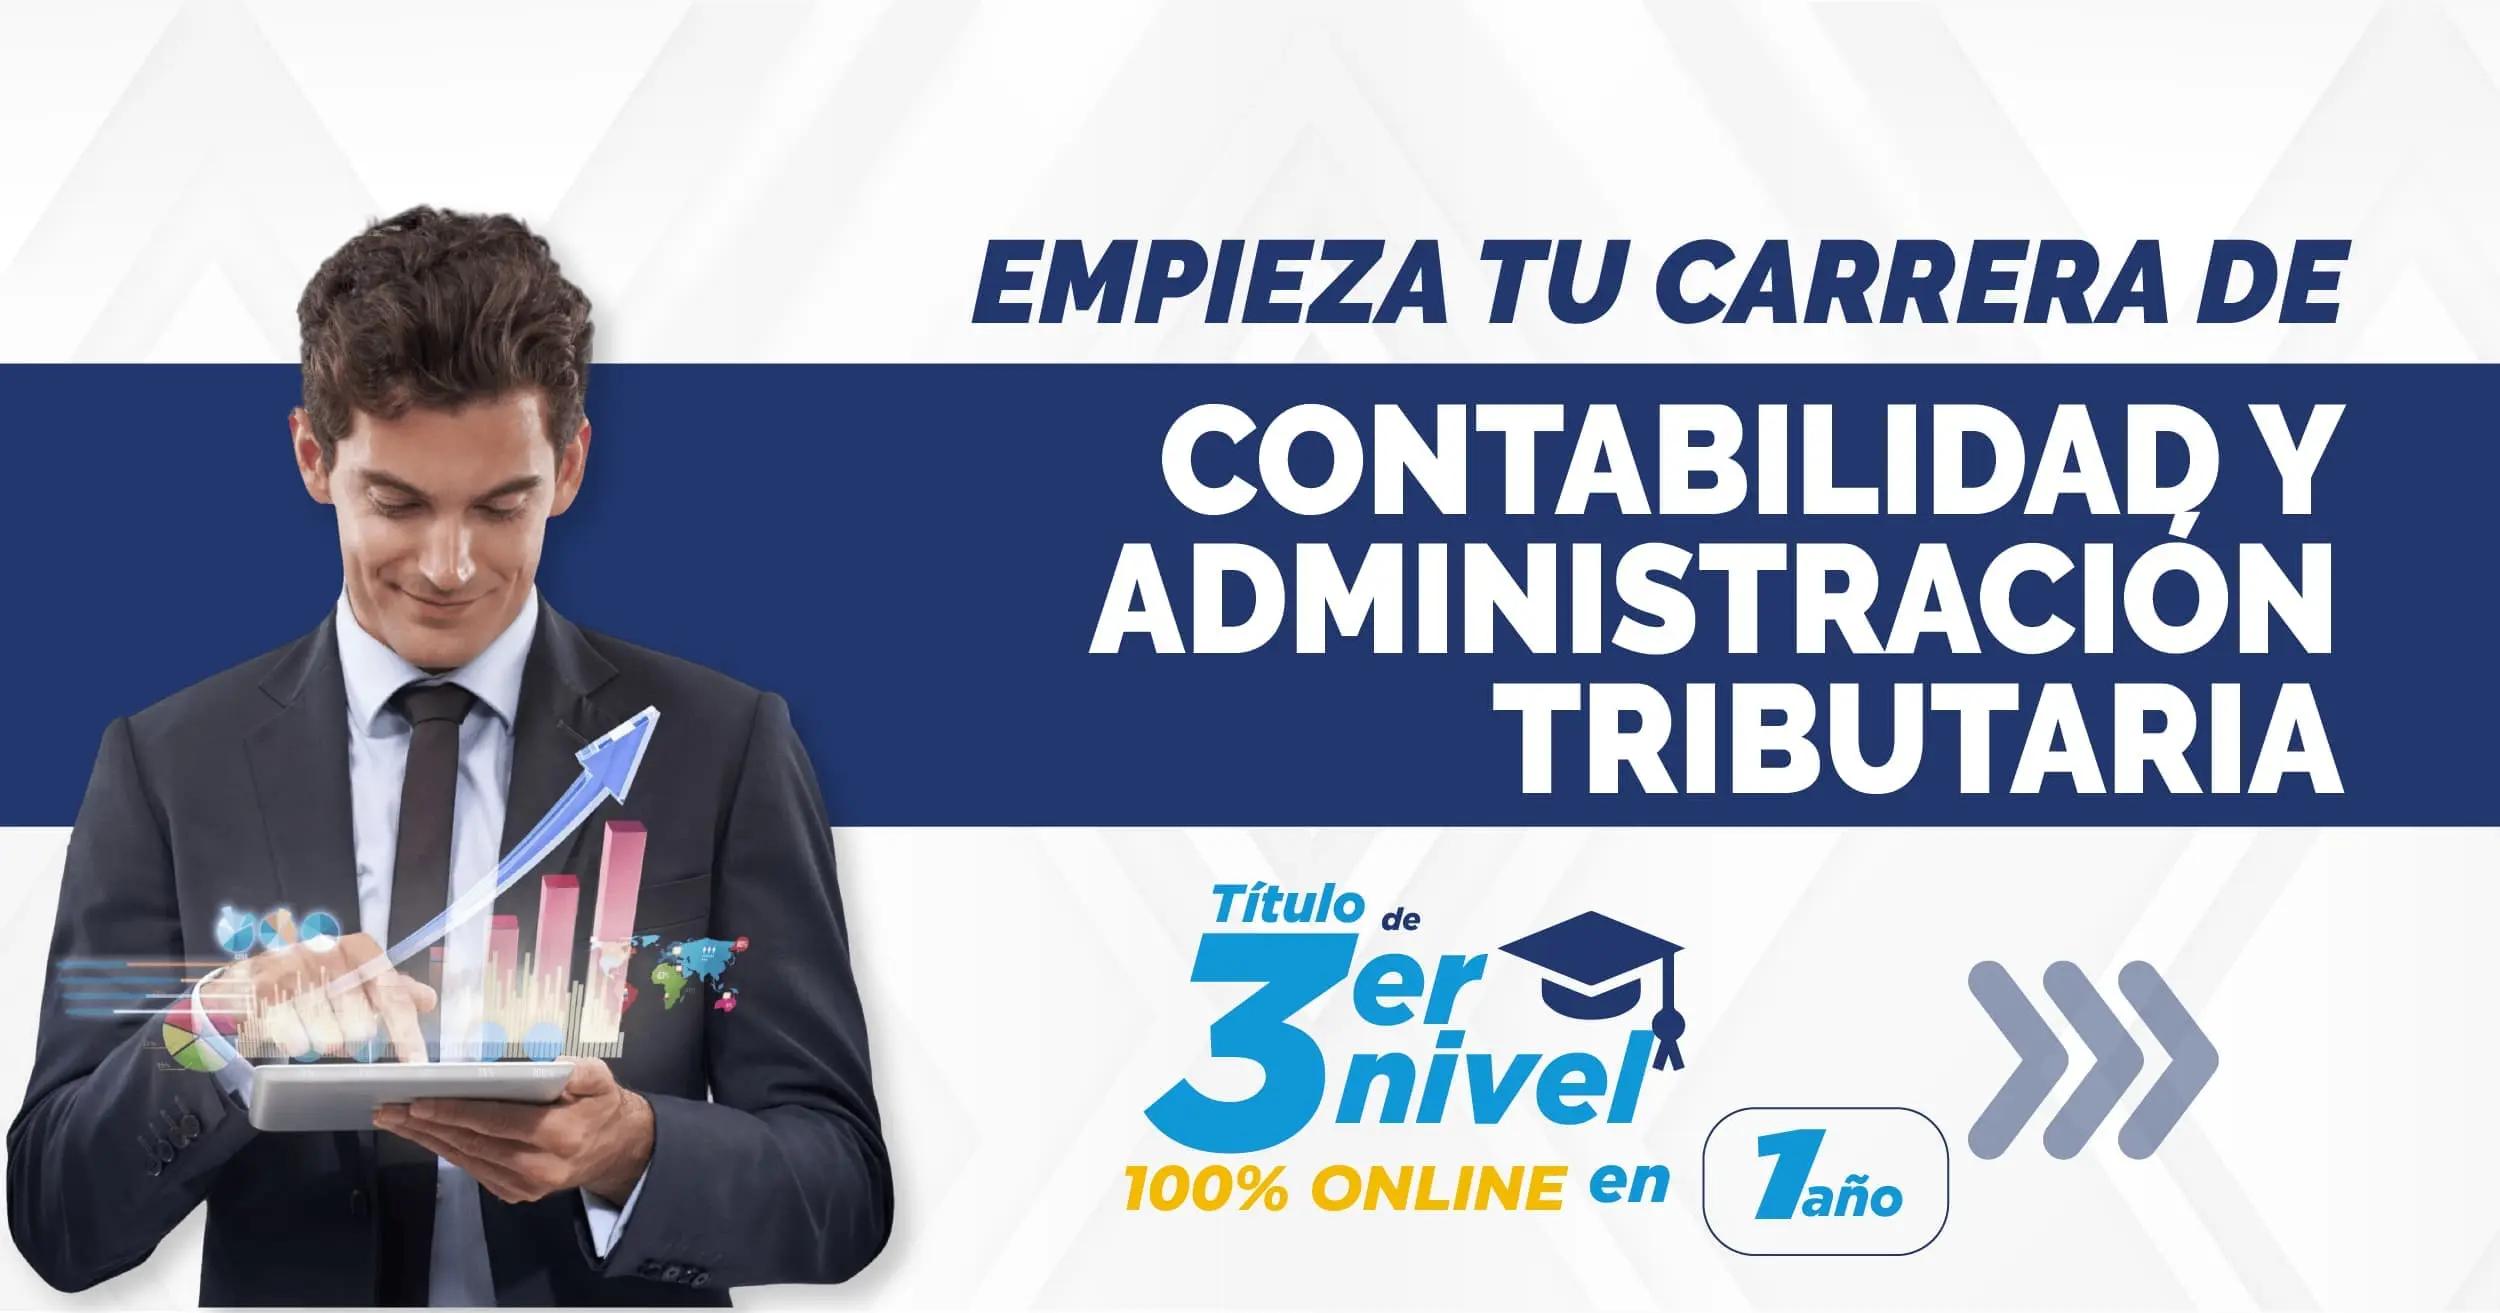 EMPIEZA TU CARRERA DE
CONTABILIDAD Y
ADMINISTRACIÓN
TRIBUTARIA
Título de
3er
nivel
100% ONLINE en
1año